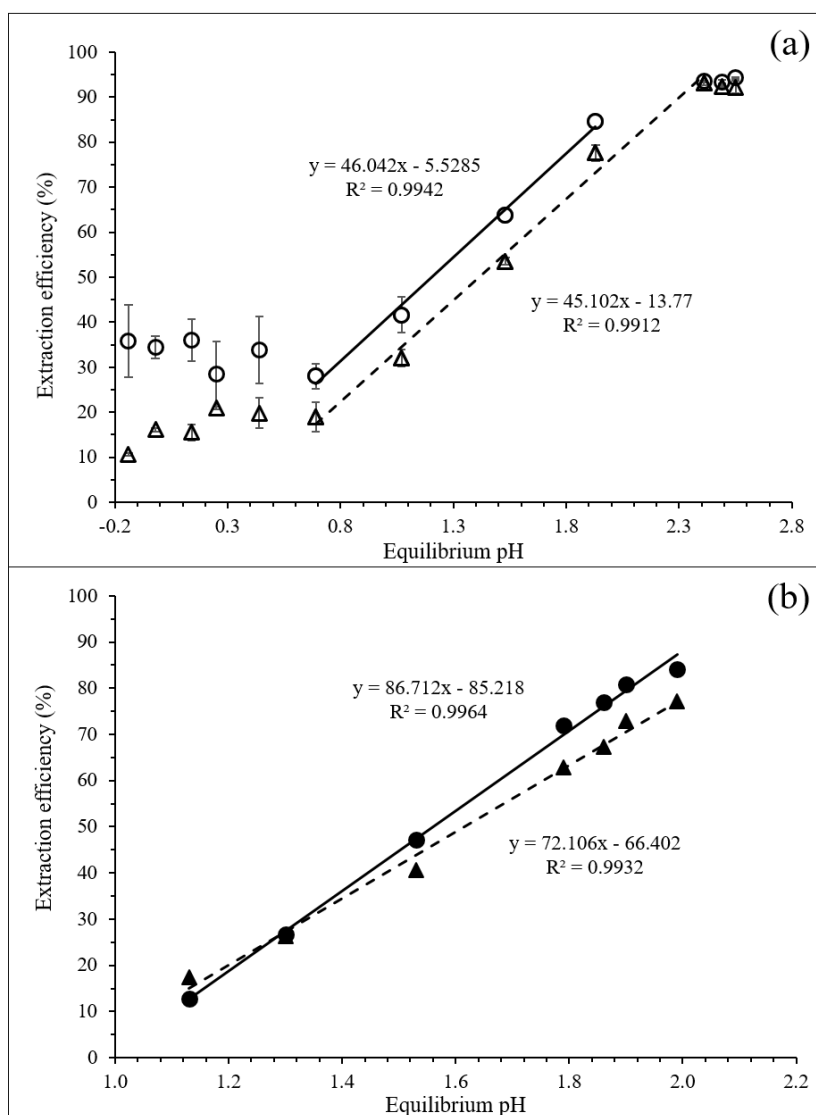 (a)
100
90
80
70
60
50
40
30
20
10
0
Extraction efficiency (%)
y = 46.042x - 5.5285
R² = 0.9942
y = 45.102x - 13.77
R² = 0.9912
-0.2 0.3 0.8 1.3 1.8 2.3 2.8
Equilibrium pH
(b)
100
90
80
70
60
50
40
30
20
10
0
Extraction efficiency (%)
y = 86.712x - 85.218
R² = 0.9964
y = 72.106x - 66.402
R² = 0.9932
1.0 1.2 1.4 1.6 1.8 2.0 2.2
Equilibrium pH